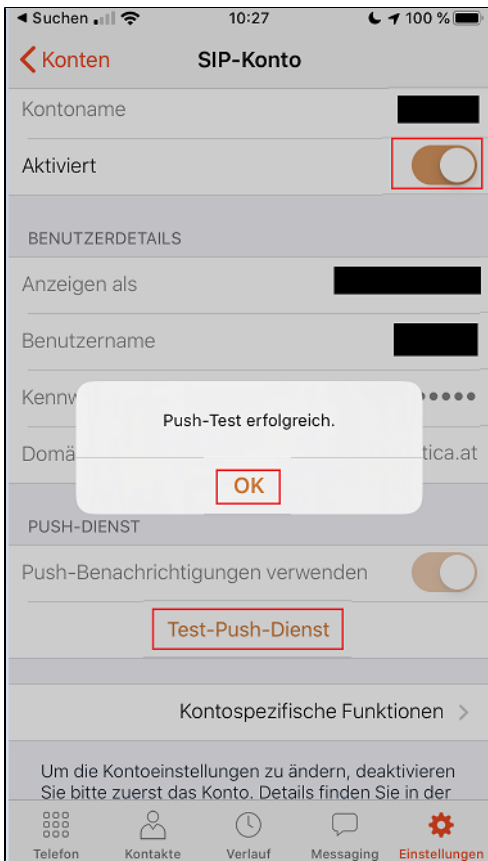 Suchen
10:27
100 %
Konten
SIP-Konto
Kontoname
Aktiviert
BENUTZERDETAILS
Anzeigen als
Benutzername
Push-Test erfolgreich.
tica.at
OK
PUSH-DIENST
Push-Benachrichtigungen verwenden
Test-Push-Dienst
Kontospezifische Funktionen
Um die Kontoeinstellungen zu ändern, deaktivieren
Sie bitte zuerst das Konto. Details finden Sie in der
Telefon
Kontakte
Verlauf
Messaging
Einstellungen